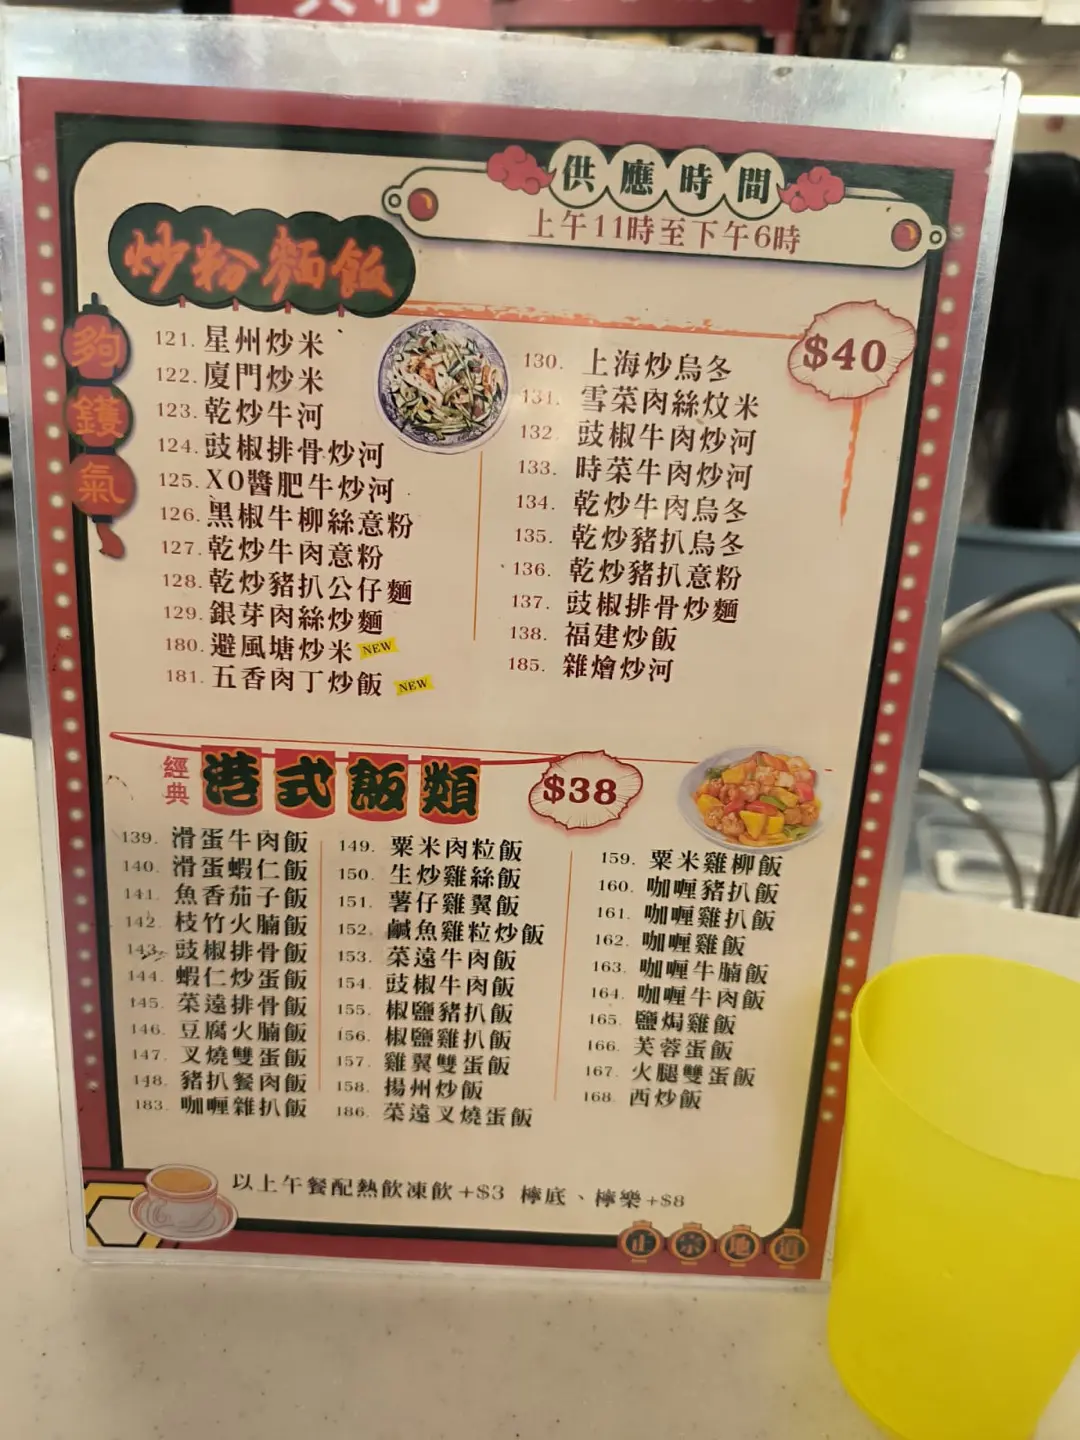 供應時間
上午11時至下午6時
炒粉麵飯
夠鑊氣
$40
121. 星州炒米
122. 廈門炒米
123. 乾炒牛河
124. 豉椒排骨炒河
125. XO醬肥牛炒河
126. 黑椒牛柳絲意粉
127. 乾炒牛肉意粉
128. 乾炒豬扒公仔麵
129. 銀芽肉絲炒麵
180. 避風塘炒米 NEW
181. 五香肉丁炒飯 NEW
130. 上海炒烏冬
131. 雪菜肉絲炆米
132. 豉椒牛肉炒河
133. 時菜牛肉炒河
134. 乾炒牛肉烏冬
135. 乾炒豬扒烏冬
136. 乾炒豬扒意粉
137. 豉椒排骨炒麵
138. 福建炒飯
185. 雜燴炒河
經典 港式飯類 $38
139. 滑蛋牛肉飯
140. 滑蛋蝦仁飯
141. 魚香茄子飯
142. 枝竹火腩飯
143. 豉椒排骨飯
144. 蝦仁炒蛋飯
145. 菜遠排骨飯
146. 豆腐火腩飯
147. 叉燒雙蛋飯
148. 豬扒餐肉飯
183. 咖喱雜扒飯
149. 粟米肉粒飯
150. 生炒雞絲飯
151. 薯仔雞翼飯
152. 鹹魚雞粒炒飯
153. 菜遠牛肉飯
154. 豉椒牛肉飯
155. 椒鹽豬扒飯
156. 椒鹽雞扒飯
157. 雞翼雙蛋飯
158. 揚州炒飯
186. 菜遠叉燒蛋飯
159. 粟米雞柳飯
160. 咖喱豬扒飯
161. 咖喱雞扒飯
162. 咖喱雞飯
163. 咖喱牛腩飯
164. 咖喱牛肉飯
165. 鹽焗雞飯
166. 芙蓉蛋飯
167. 火腿雙蛋飯
168. 西炒飯
以上午餐配熱飲凍飲+$3 檸底、檸樂+$8
正宗地道